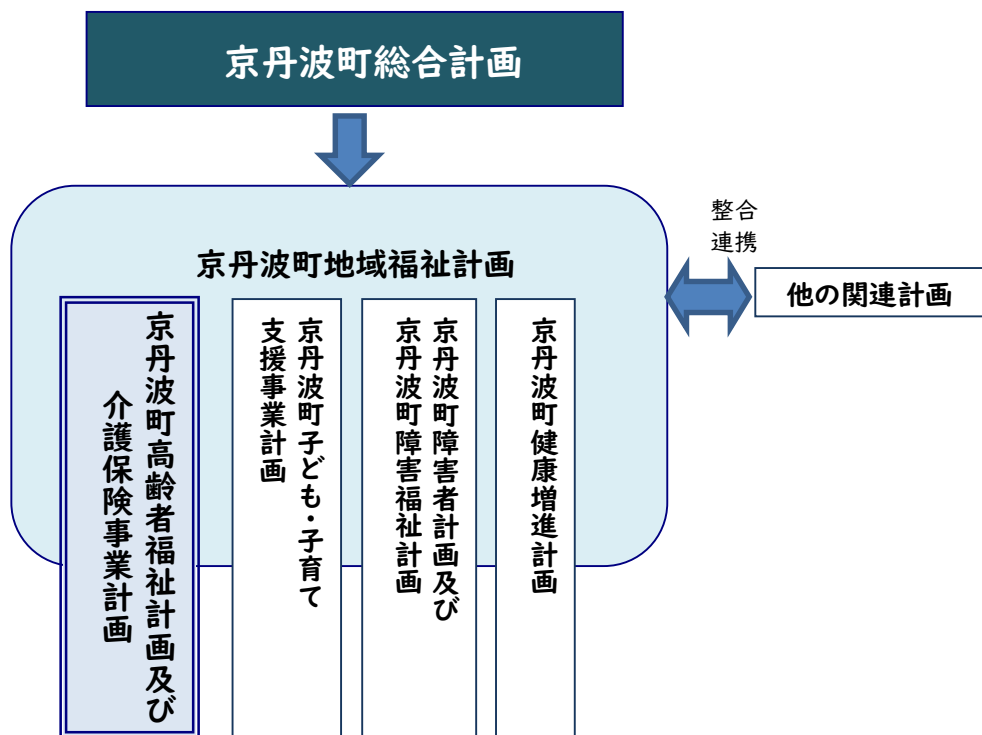 京丹波町総合計画
整合
連携
京丹波町地域福祉計画
他の関連計画
京丹波町高齢者福祉計画及び
介護保険事業計画
京丹波町子ども・子育て
支援事業計画
京丹波町障害者計画及び
京丹波町障害福祉計画
京丹波町健康増進計画